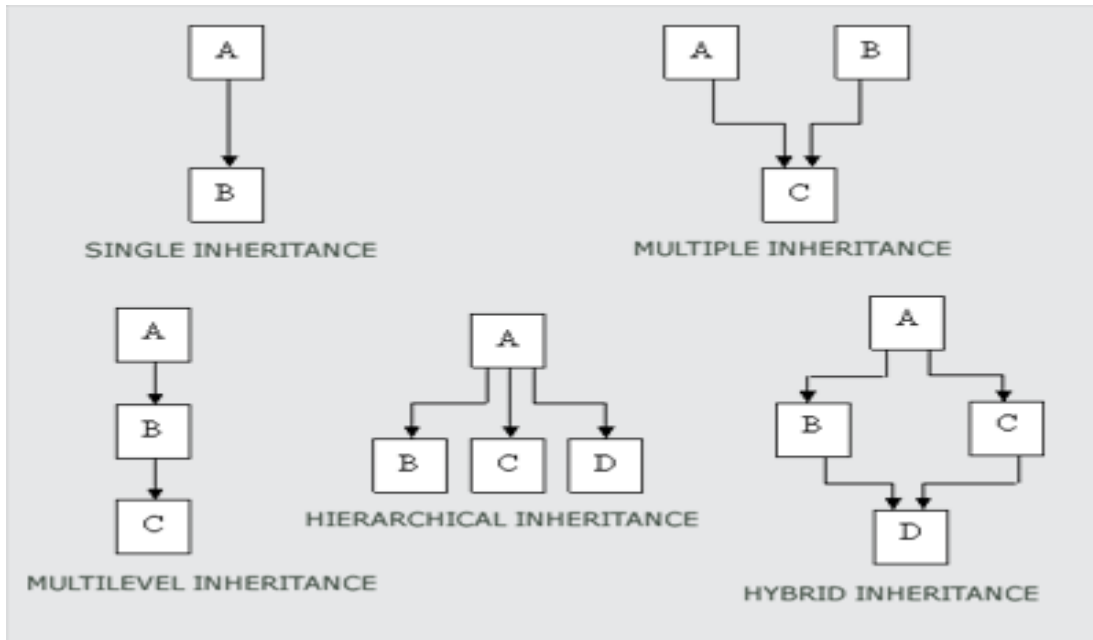 A
B
SINGLE INHERITANCE
A B
C
MULTIPLE INHERITANCE
A
B
C
MULTILEVEL INHERITANCE
A
B C D
HIERARCHICAL INHERITANCE
A
B C
D
HYBRID INHERITANCE